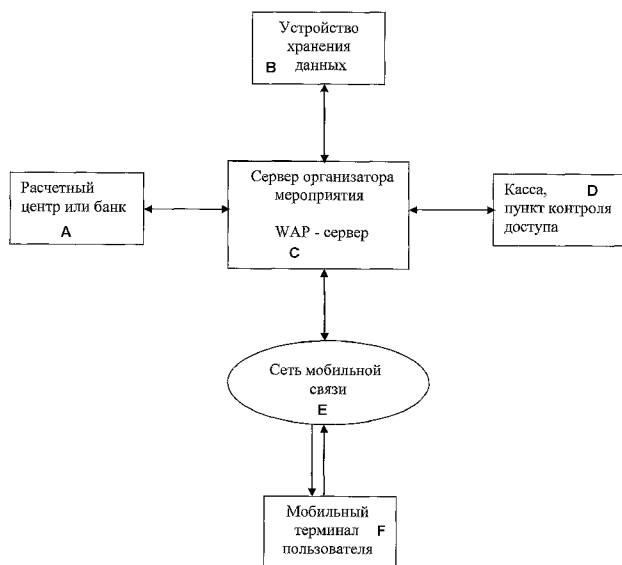 Устройство
хранения
данных
B
Сервер организатора
мероприятия
WAP - сервер
C
Расчетный
центр или банк
A
Касса, D
пункт контроля
доступа
Сеть мобильной
связи
E
Мобильный
терминал F
пользователя